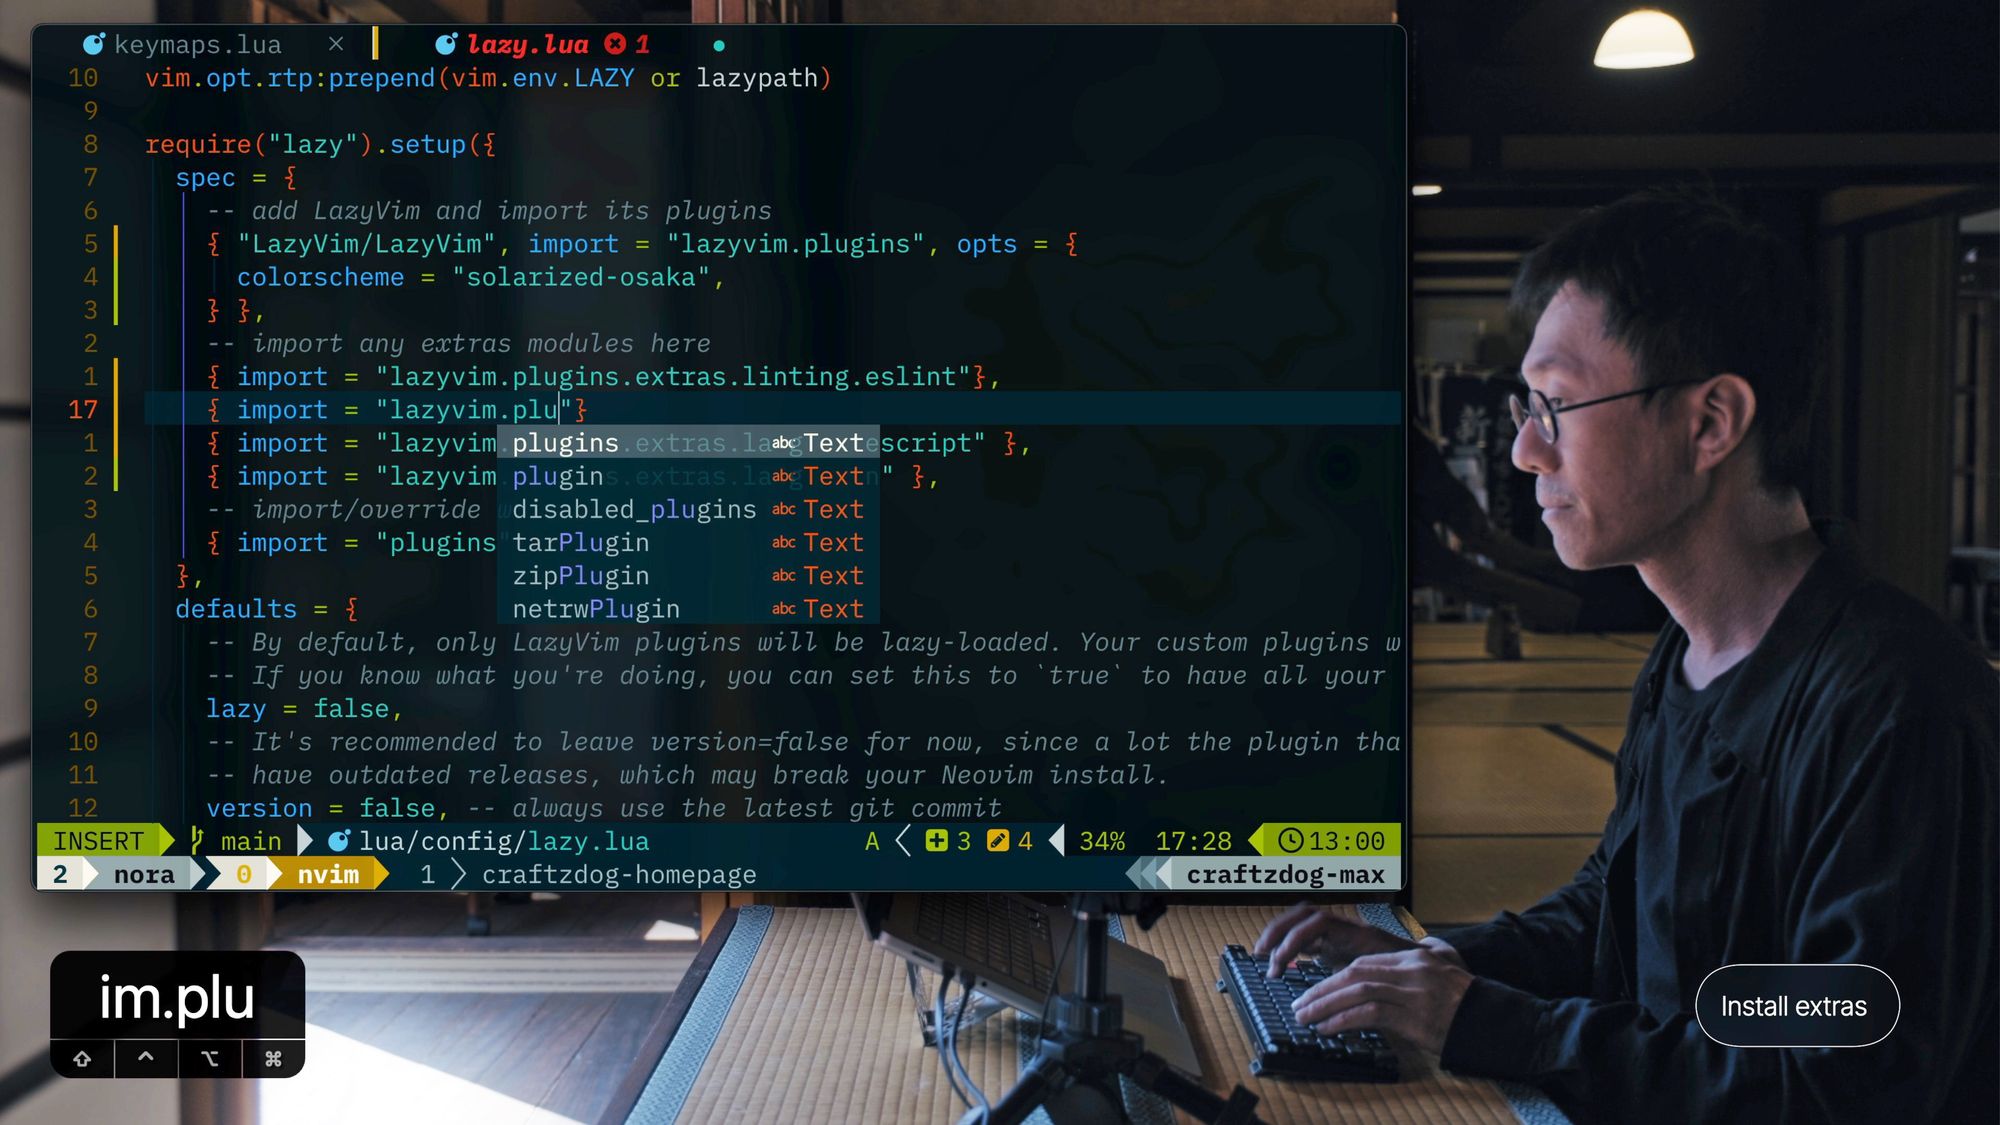 keymaps.lua × lazy.lua 1
10 vim.opt.rtp:prepend(vim.env.LAZY or lazypath)
9
8 require("lazy").setup({
7 spec = {
6 -- add LazyVim and import its plugins
5 { "LazyVim/LazyVim", import = "lazyvim.plugins", opts = {
4 colorscheme = "solarized-osaka",
3 } },
2 -- import any extras modules here
1 { import = "lazyvim.plugins.extras.linting.eslint"},
17 { import = "lazyvim.plu"}
1 { import = "lazyvim.plugins.extras.la abc Text escript" },
2 { import = "lazyvim plugin s.extras.la abc Text n" },
3 -- import/override disabled_plugins abc Text
4 { import = "plugins" tarPlugin abc Text
5 }, zipPlugin abc Text
6 defaults = { netrwPlugin abc Text
7 -- By default, only LazyVim plugins will be lazy-loaded. Your custom plugins w
8 -- If you know what you're doing, you can set this to `true` to have all your
9 lazy = false,
10 -- It's recommended to leave version=false for now, since a lot the plugin tha
11 -- have outdated releases, which may break your Neovim install.
12 version = false, -- always use the latest git commit
INSERT main lua/config/lazy.lua A 3 4 34% 17:28 13:00
2 nora 0 nvim 1 craftzdog-homepage craftzdog-max
im.plu
⇧ ^ ⌥ ⌘
Install extras